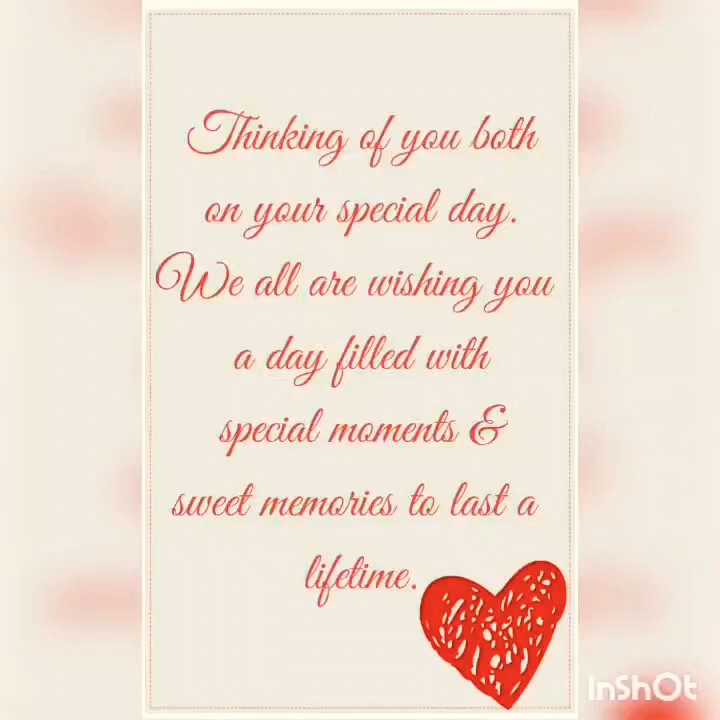 Thinking of you both
on your special day.
We all are wishing you
a day filled with
special moments &
sweet memories to last a
lifetime.
InShOt